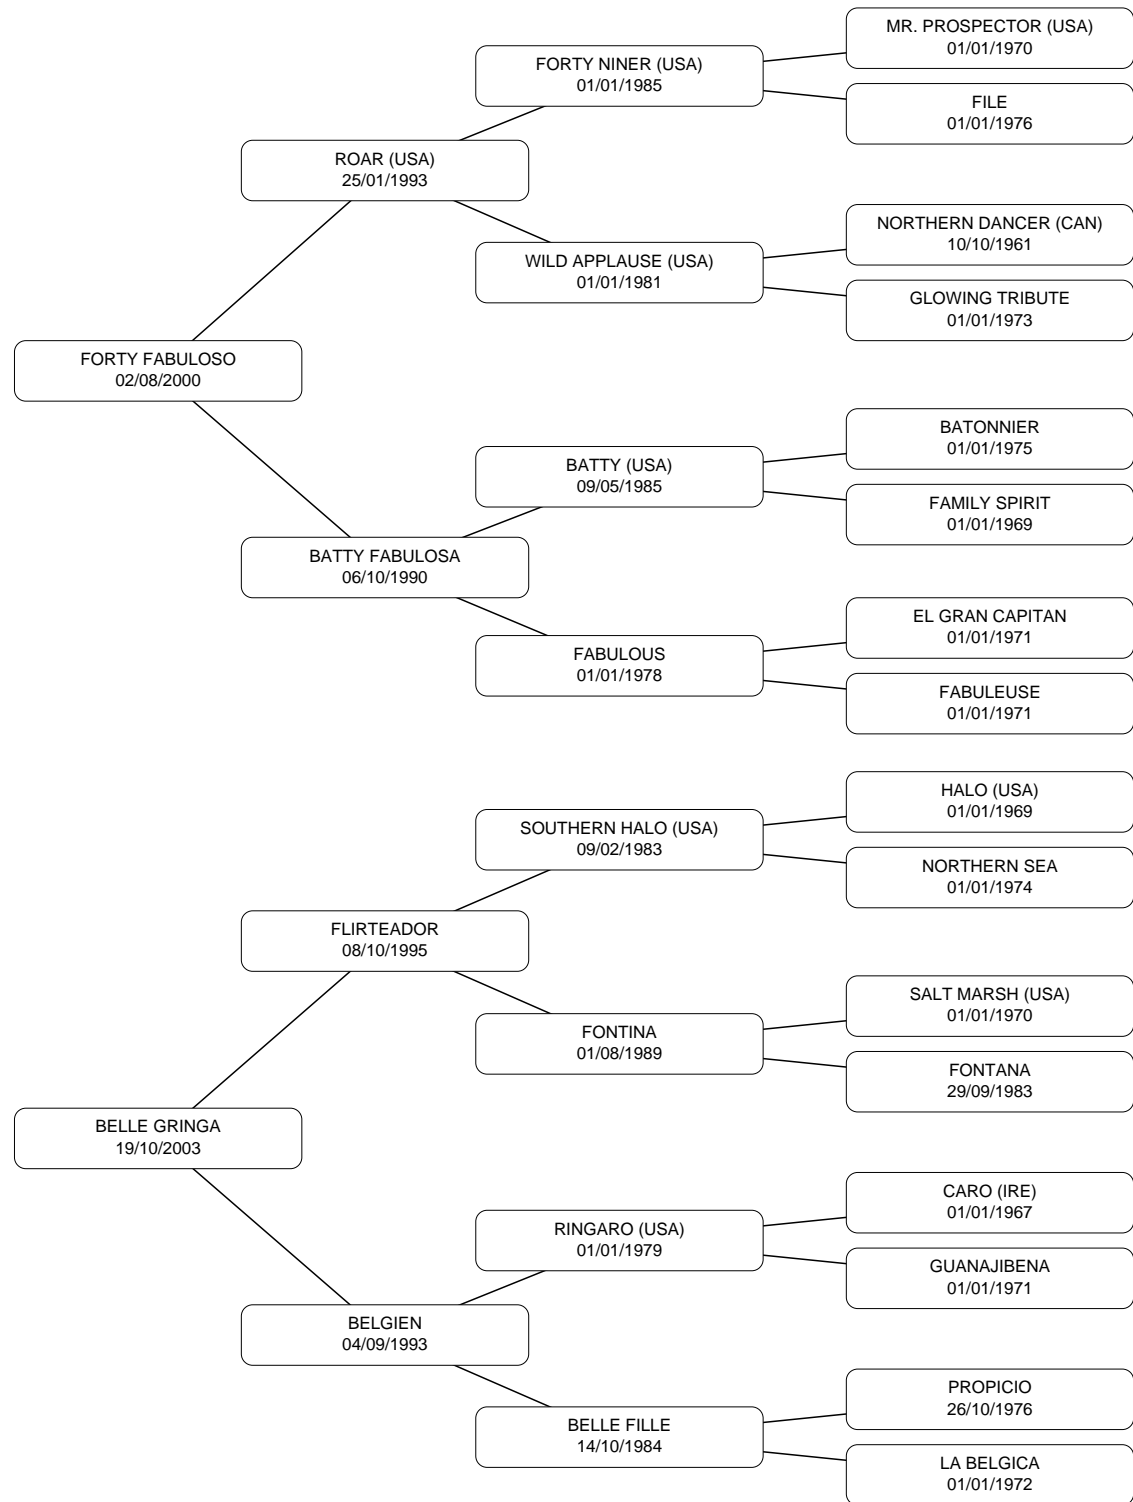 MR. PROSPECTOR (USA)
01/01/1970
FORTY NINER (USA)
01/01/1985
FILE
01/01/1976
ROAR (USA)
25/01/1993
NORTHERN DANCER (CAN)
10/10/1961
WILD APPLAUSE (USA)
01/01/1981
GLOWING TRIBUTE
01/01/1973
FORTY FABULOSO
02/08/2000
BATONNIER
01/01/1975
BATTY (USA)
09/05/1985
FAMILY SPIRIT
01/01/1969
BATTY FABULOSA
06/10/1990
EL GRAN CAPITAN
01/01/1971
FABULOUS
01/01/1978
FABULEUSE
01/01/1971
HALO (USA)
01/01/1969
SOUTHERN HALO (USA)
09/02/1983
NORTHERN SEA
01/01/1974
FLIRTEADOR
08/10/1995
SALT MARSH (USA)
01/01/1970
FONTINA
01/08/1989
FONTANA
29/09/1983
BELLE GRINGA
19/10/2003
CARO (IRE)
01/01/1967
RINGARO (USA)
01/01/1979
GUANAJIBENA
01/01/1971
BELGIEN
04/09/1993
PROPICIO
26/10/1976
BELLE FILLE
14/10/1984
LA BELGICA
01/01/1972